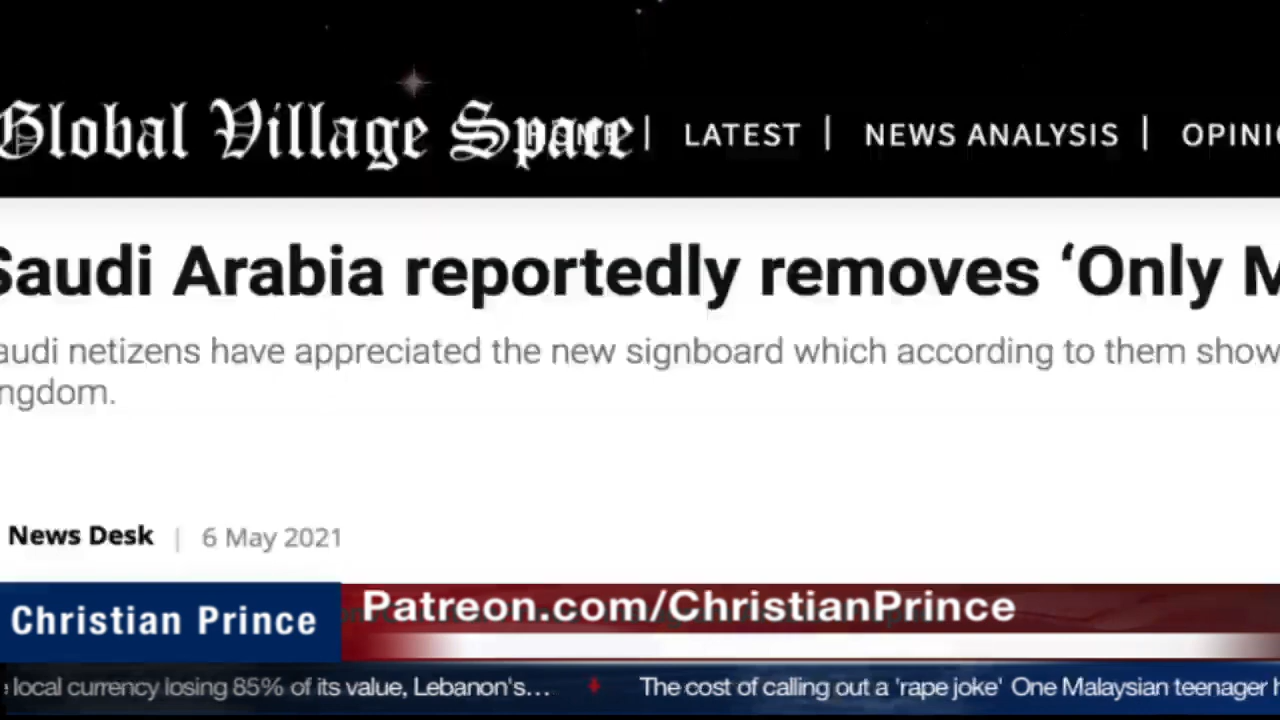 Global Village Space HOME | LATEST | NEWS ANALYSIS | OPINIO
Saudi Arabia reportedly removes ‘Only M
audi netizens have appreciated the new signboard which according to them show
ngdom.
News Desk | 6 May 2021
Christian Prince
Patreon.com/ChristianPrince
local currency losing 85% of its value, Lebanon's... The cost of calling out a 'rape joke' One Malaysian teenager h